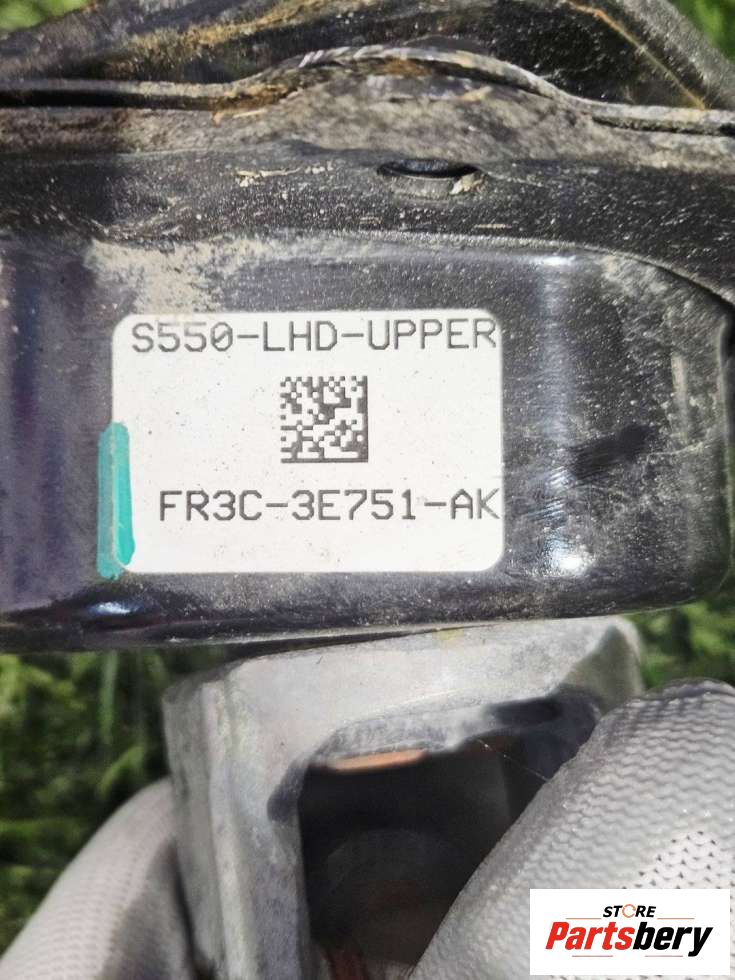 S550-LHD-UPPER
FR3C-3E751-AK
STORE
Partsbery